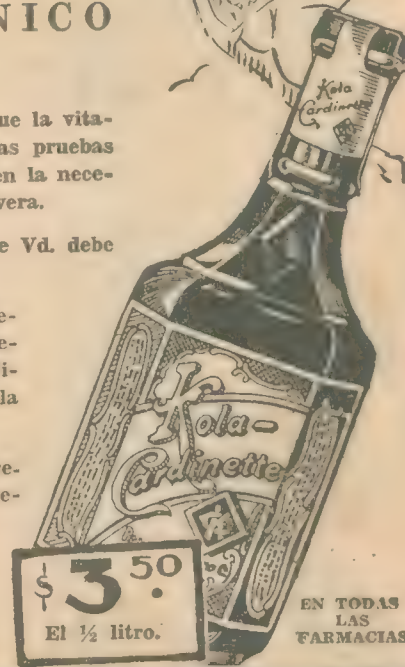 NICO
ue la vita-
as pruebas
en la nece-
vera.
e Vd. debe
e-
e-
i-
la
re-
e-
Kola
Cardinette
Kola-
Cardinette
$ 3.50
El ½ litro.
EN TODAS
LAS
FARMACIAS